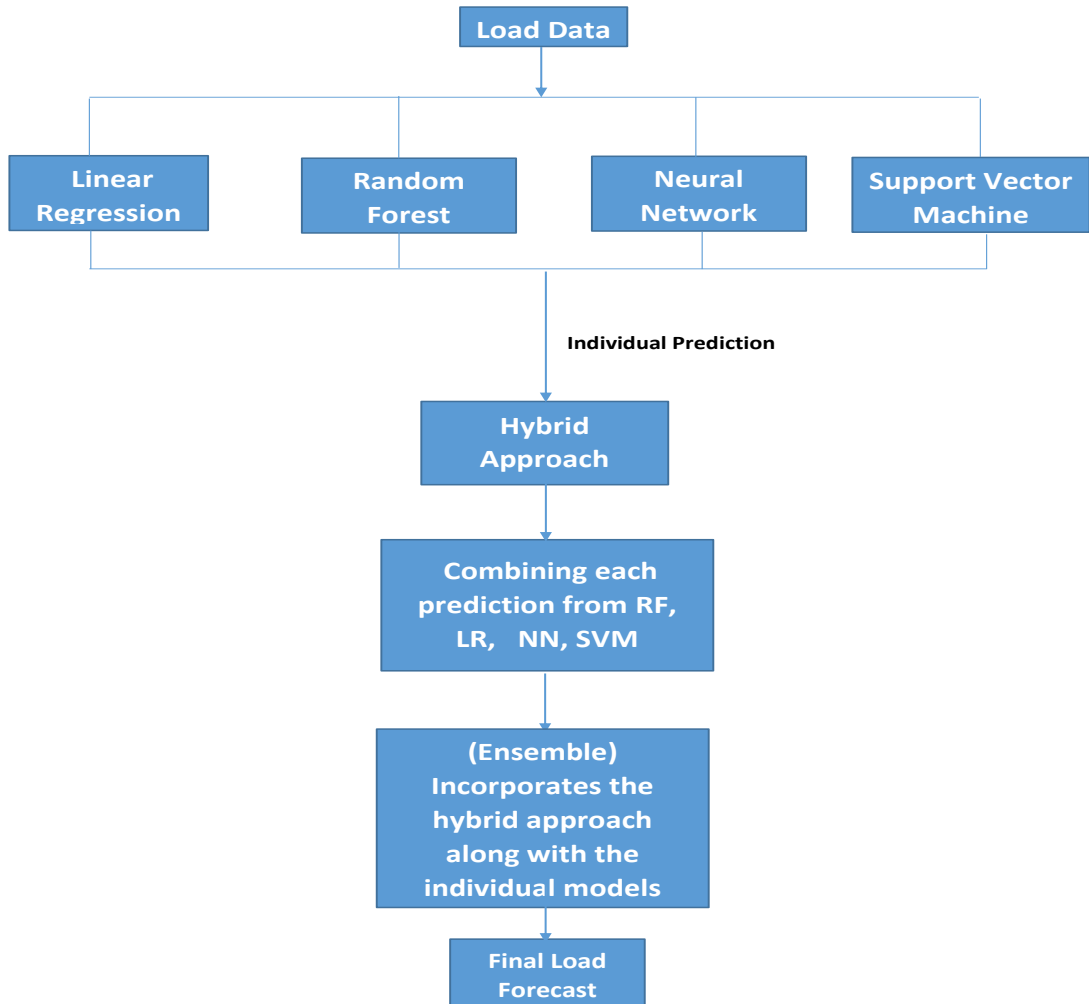 Load Data
Linear
Regression
Random
Forest
Neural
Network
Support Vector
Machine
Individual Prediction
Hybrid
Approach
Combining each
prediction from RF,
LR, NN, SVM
(Ensemble)
Incorporates the
hybrid approach
along with the
individual models
Final Load
Forecast